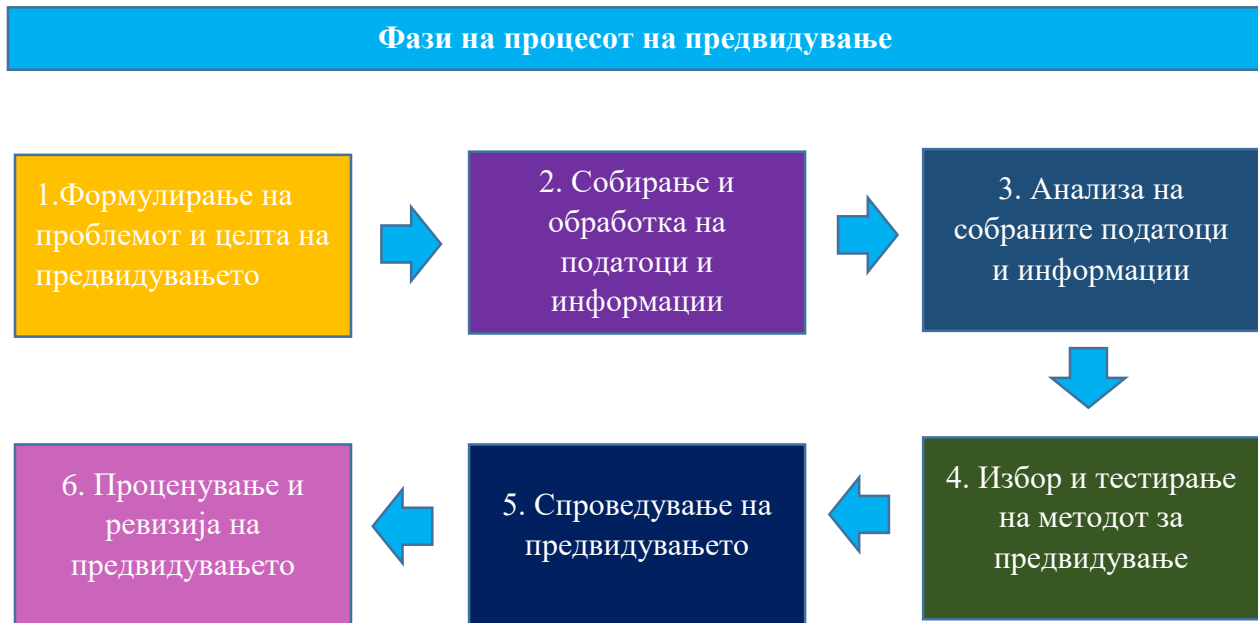 Фази на процесот на предвидување
1.Формулирање на
проблемот и целта на
предвидувањето
2. Собирање и
обработка на
податоци и
информации
3. Анализа на
собраните податоци
и информации
4. Избор и тестирање
на методот за
предвидување
5. Спроведување на
предвидувањето
6. Проценување и
ревизија на
предвидувањето